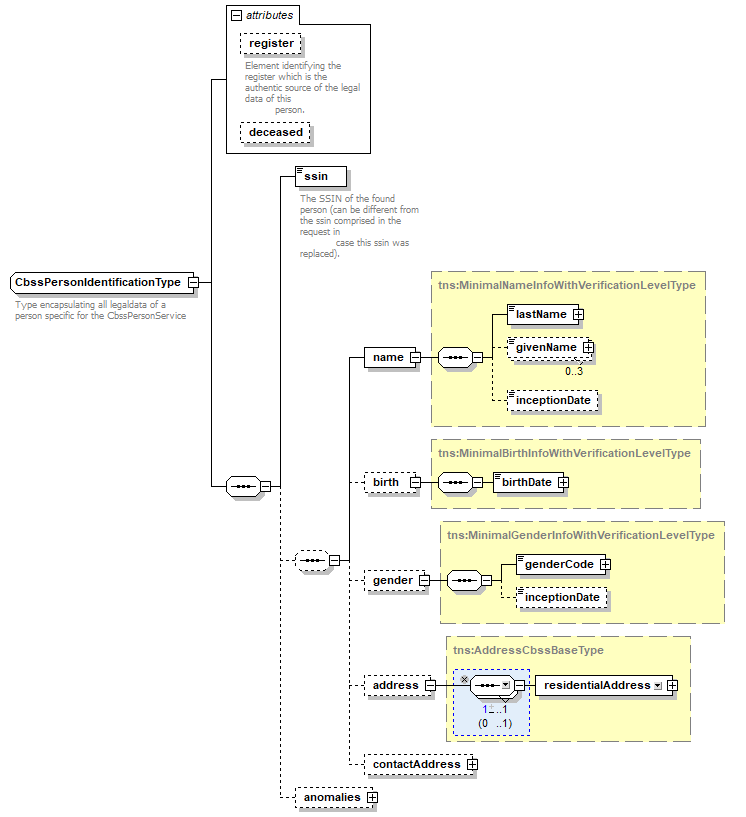 attributes
register
Element identifying the
register which is the
authentic source of the legal
data of this
person.
deceased
ssin
The SSIN of the found
person (can be different from
the ssin comprised in the
request in
case this ssin was
replaced).
CbssPersonIdentificationType
Type encapsulating all legaldata of a
person specific for the CbssPersonService
tns:MinimalNameInfoWithVerificationLevelType
lastName
name
givenName
0..3
inceptionDate
tns:MinimalBirthInfoWithVerificationLevelType
birth
birthDate
tns:MinimalGenderInfoWithVerificationLevelType
genderCode
gender
inceptionDate
tns:AddressCbssBaseType
address
residentialAddress
1..1
(0 ..1)
contactAddress
anomalies